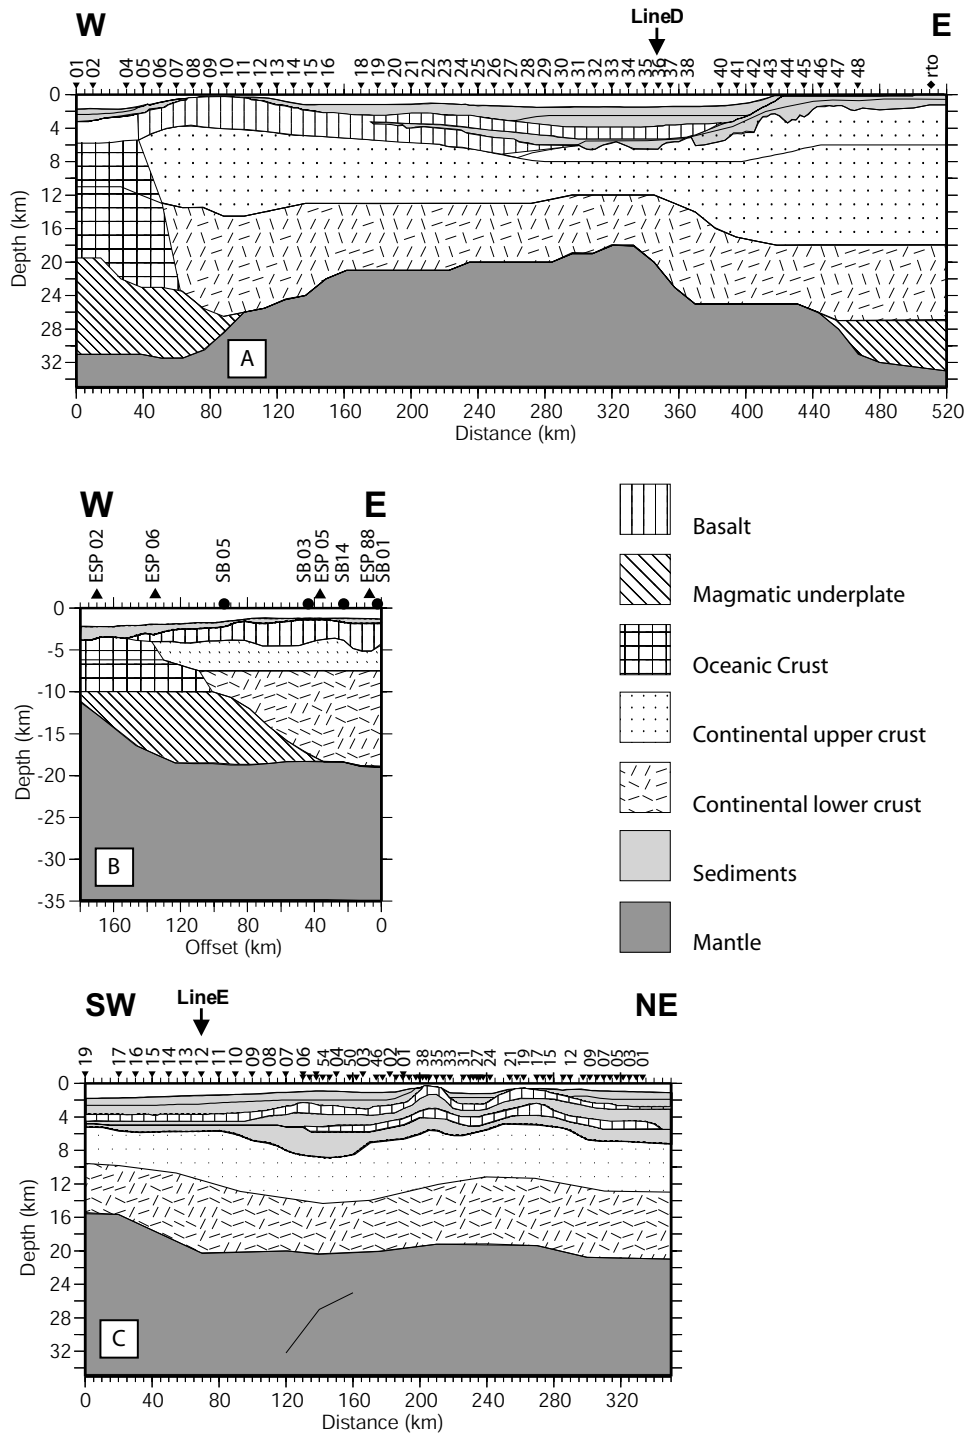 W
LineD
E
01 02 04 05 06 07 08 09 10 11 12 13 14 15 16 18 19 20 21 22 23 24 25 26 27 28 29 30 31 32 33 34 35 36 37 38 40 41 42 43 44 45 46 47 48 rto
0
4
8
12
16
20
24
28
32
Depth (km)
A
0 40 80 120 160 200 240 280 320 360 400 440 480 520
Distance (km)
W
E
ESP 02 ESP 06 SB 05 SB 03 ESP 05 SB14 ESP 88 SB 01
0
-5
-10
-15
-20
-25
-30
-35
Depth (km)
B
160 120 80 40 0
Offset (km)
Basalt
Magmatic underplate
Oceanic Crust
Continental upper crust
Continental lower crust
Sediments
Mantle
SW
LineE
NE
19 17 16 15 14 13 12 11 10 09 08 07 06 54 04 50 03 46 02 01 38 35 33 31 27 24 21 19 17 15 12 09 07 05 03 01
0
4
8
12
16
20
24
28
32
Depth (km)
C
0 40 80 120 160 200 240 280 320
Distance (km)